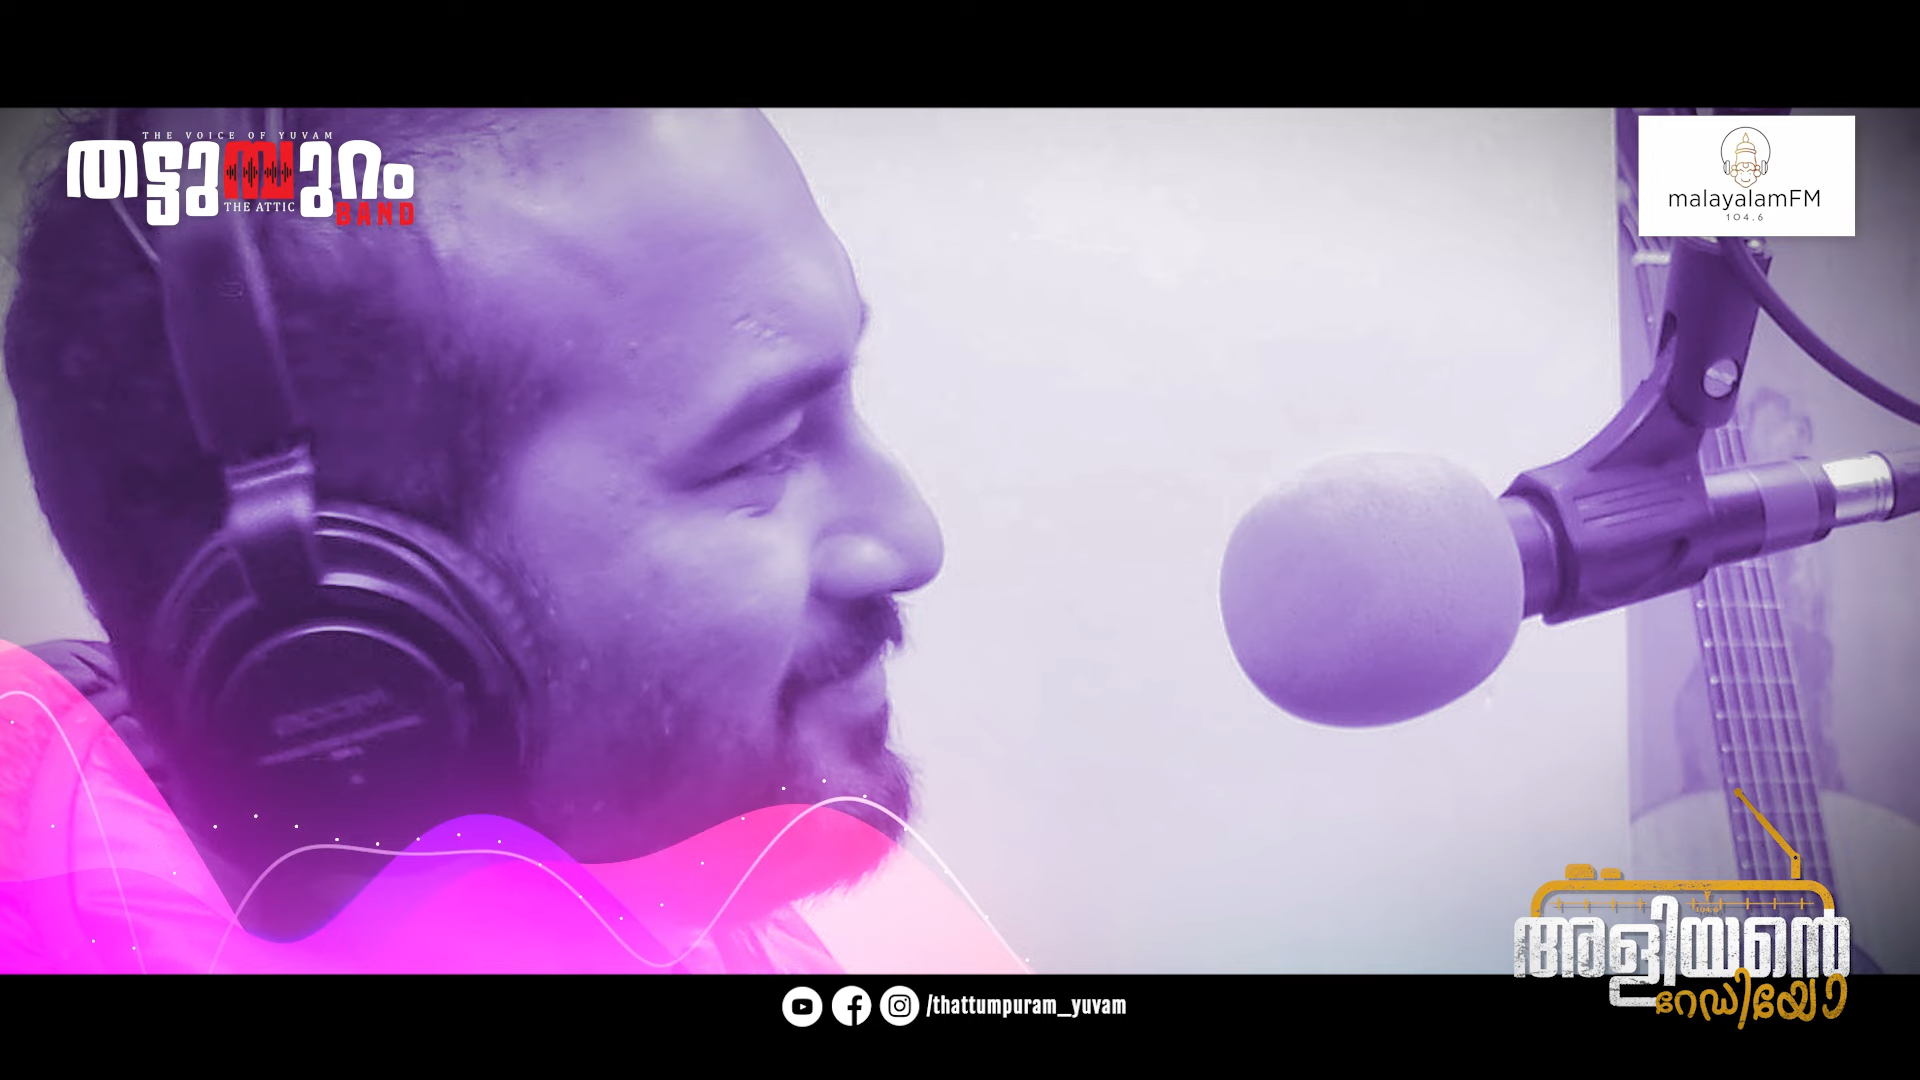 THE VOICE OF YUVAM
തട്ടുമ്പുറം
THE ATTIC
BAND
malayalamFM
104.6
അളിയന്റെ
റേഡിയോ
/thattumpuram_yuvam